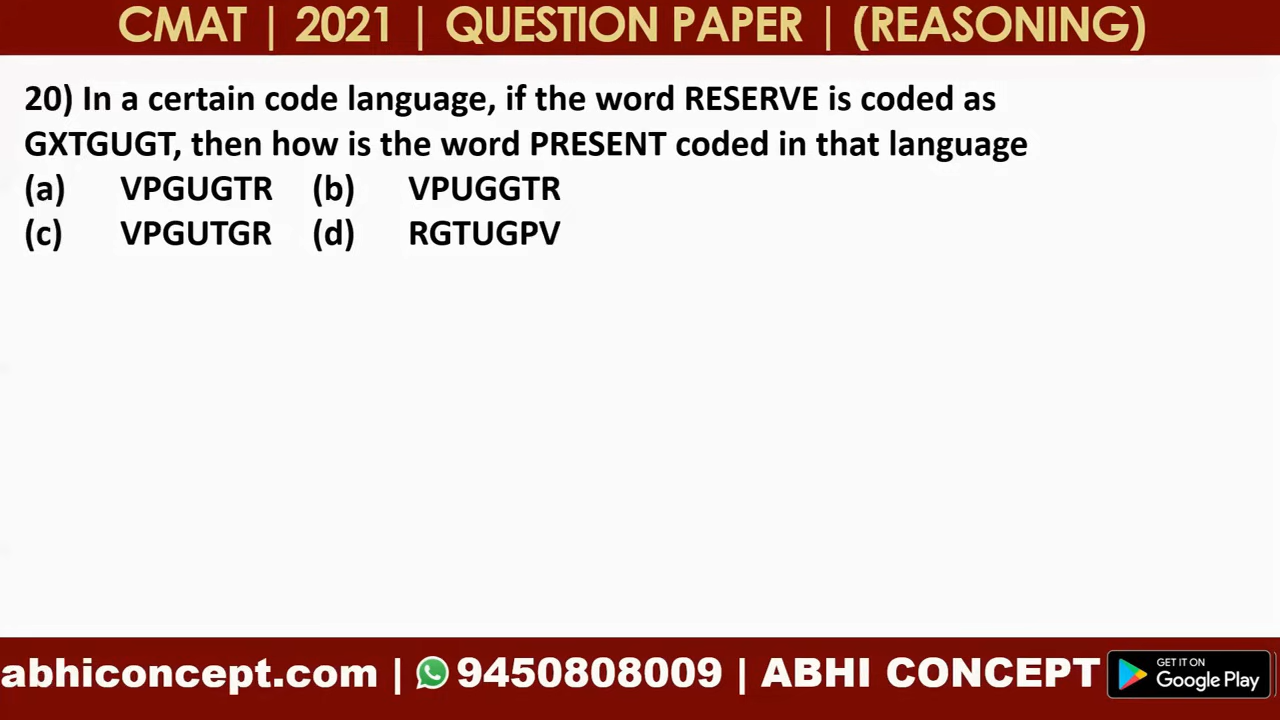 CMAT | 2021 | QUESTION PAPER | (REASONING)
20) In a certain code language, if the word RESERVE is coded as
GXTGUGT, then how is the word PRESENT coded in that language
(a) VPGUGTR (b) VPUGGTR
(c) VPGUTGR (d) RGTUGPV
abhiconcept.com | 9450808009 | ABHI CONCEPT GET IT ON Google Play